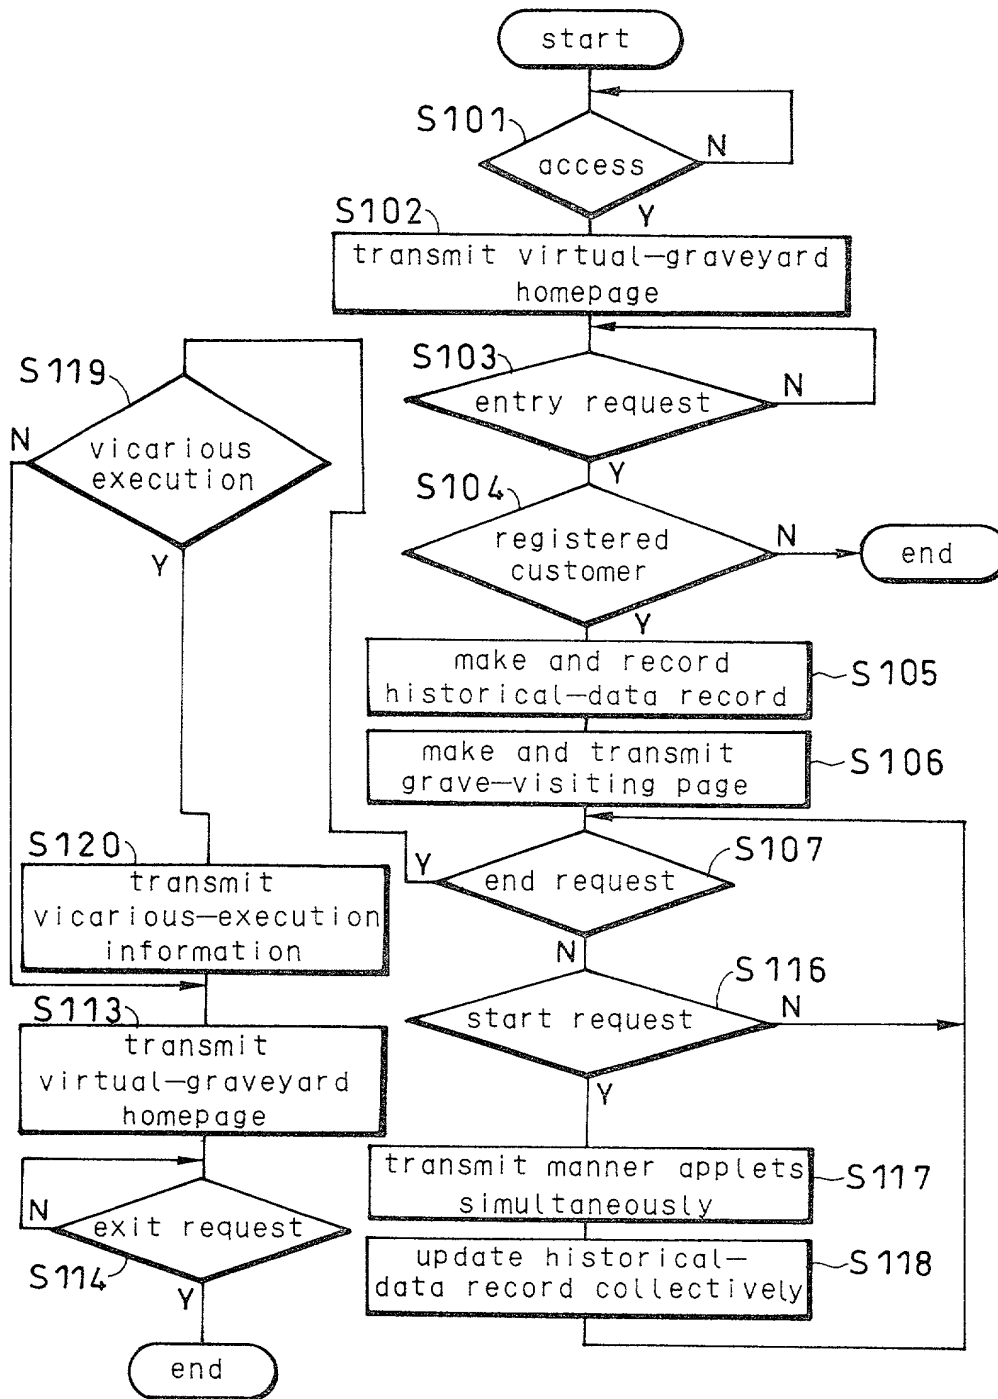 start
S101
access
N
Y
S102
transmit virtual—graveyard
homepage
S103
entry request
N
Y
S104
registered
customer
N
end
Y
make and record
historical—data record
S105
make and transmit
grave—visiting page
S106
S107
Y
end request
N
S116
start request
N
Y
transmit manner applets
simultaneously
S117
update historical—
data record collectively
S118
S119
N
vicarious
execution
Y
S120
transmit
vicarious—execution
information
S113
transmit
virtual—graveyard
homepage
N
exit request
S114
Y
end